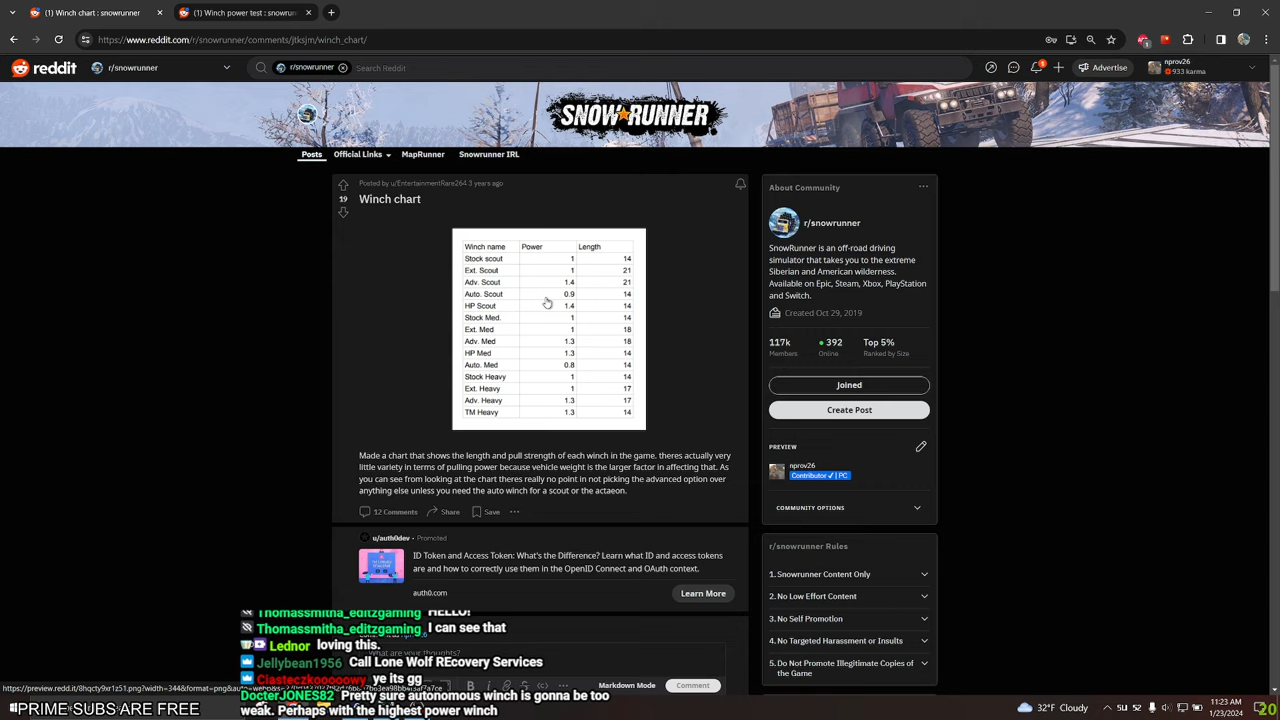 (1) Winch chart : snowrunner
Winch power test : snowrunner
https://www.reddit.com/r/snowrunner/comments/jtksjm/winch_chart/
reddit
r/snowrunner
r/snowrunner
Search Reddit
Advertise
nprov26
933 karma
SNOWRUNNER
Posts
Official Links
MapRunner
Snowrunner IRL
Posted by u/EntertainmentRare264 3 years ago
19
Winch chart
Winch name Power Length
Stock scout 1 14
Ext. Scout 1 21
Adv. Scout 1.4 21
Auto. Scout 0.9 14
HP Scout 1.4 14
Stock Med. 1 14
Ext. Med 1 18
Adv. Med 1.3 18
HP Med 1.3 14
Auto. Med 0.8 14
Stock Heavy 1 14
Ext. Heavy 1 17
Adv. Heavy 1.3 17
TM Heavy 1.3 14
Made a chart that shows the length and pull strength of each winch in the game. theres actually very
little variety in terms of pulling power because vehicle weight is the larger factor in affecting that. As
you can see from looking at the chart theres really no point in not picking the advanced option over
anything else unless you need the auto winch for a scout or the actaeon.
12 Comments
Share
Save
u/auth0dev • Promoted
ID Token and Access Token: What's the Difference? Learn what ID and access tokens
are and how to correctly use them in the OpenID Connect and OAuth context.
auth0.com
Learn More
About Community
r/snowrunner
SnowRunner is an off-road driving
simulator that takes you to the extreme
Siberian and American wilderness.
Available on Epic, Steam, Xbox, PlayStation
and Switch.
Created Oct 29, 2019
117k 392 Top 5%
Members Online Ranked by Size
Joined
Create Post
PREVIEW
nprov26
Contributor ✓ | PC
COMMUNITY OPTIONS
r/snowrunner Rules
1. Snowrunner Content Only
2. No Low Effort Content
3. No Self Promotion
4. No Targeted Harassment or Insults
5. Do Not Promote Illegitimate Copies of
the Game
Thomassmitha_editzgaming HELLO!
Thomassmitha_editzgaming I can see that
Lednor loving this.
What are your thoughts?
Jellybean1956 Call Lone Wolf REcovery Services
Ciasteczkooooowy ye its gg
DocterJONES82 Pretty sure autonomous winch is gonna be too
weak. Perhaps with the highest power winch
Markdown Mode
Comment
PRIME SUBS ARE FREE
32°F Cloudy
11:23 AM
1/23/2024
20